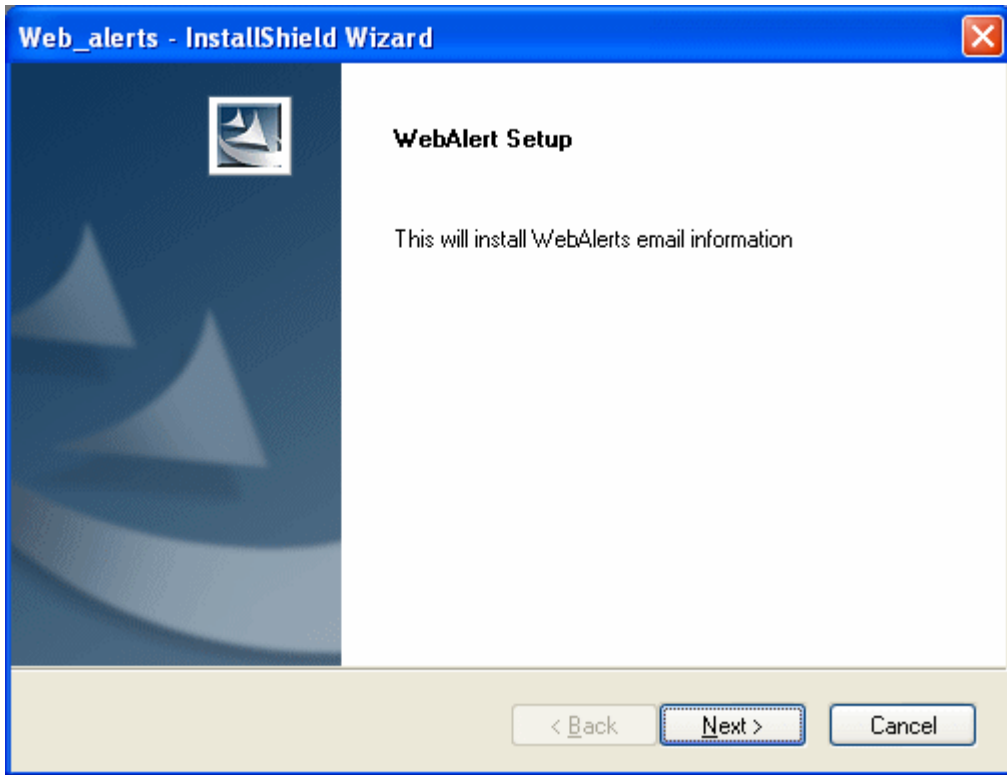 Web_alerts - InstallShield Wizard
WebAlert Setup
This will install WebAlerts email information
< Back
Next >
Cancel